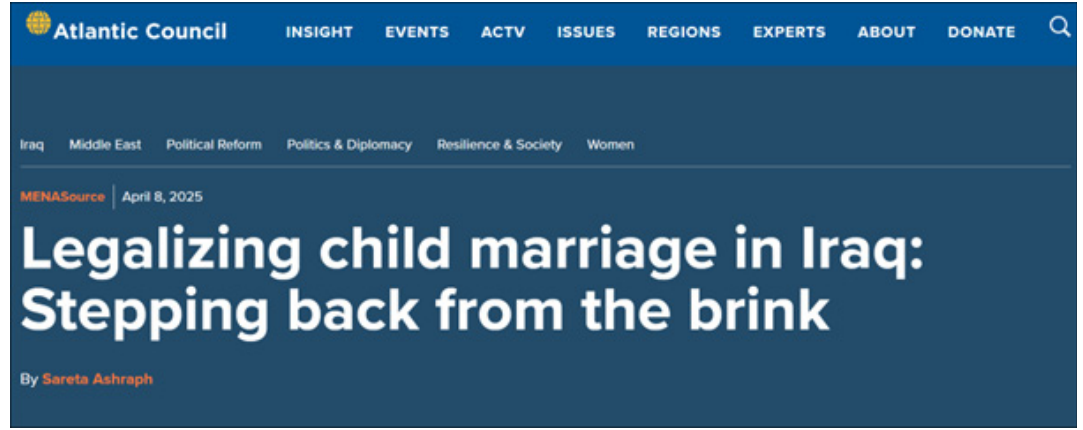 Atlantic Council INSIGHT EVENTS ACTV ISSUES REGIONS EXPERTS ABOUT DONATE
Iraq Middle East Political Reform Politics & Diplomacy Resilience & Society Women
MENASource | April 8, 2025
Legalizing child marriage in Iraq:
Stepping back from the brink
By Sareta Ashraph